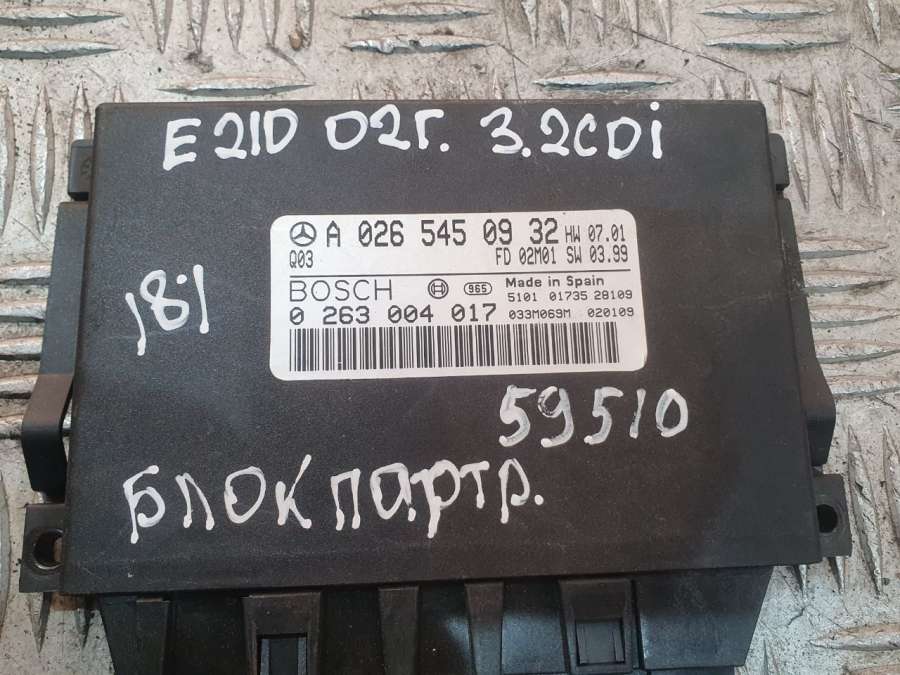 E210 02г. 3.2CDi
A 026 545 09 32 HW 07.01
Q03 FD 02M01 SW 03.99
BOSCH 965 Made in Spain
5101 01735 28109
0 263 004 017 033M069M 020109
181
59510
Блок партр.